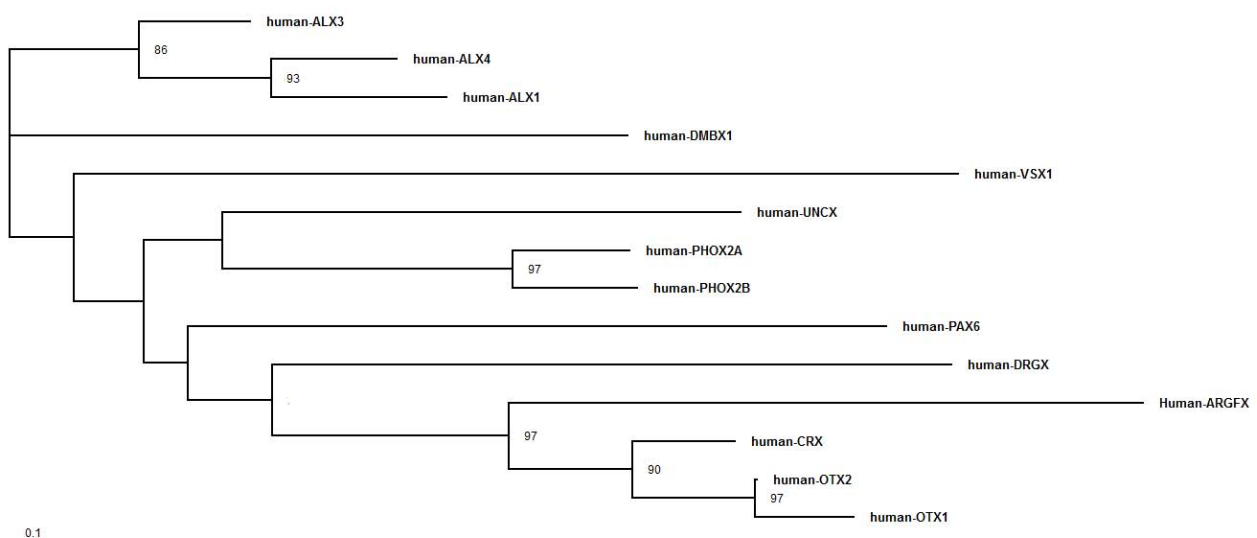 human-ALX3
86
human-ALX4
93
human-ALX1
human-DMBX1
human-VSX1
human-UNCX
human-PHOX2A
97
human-PHOX2B
human-PAX6
human-DRGX
Human-ARGFX
97
human-CRX
90
human-OTX2
97
human-OTX1
0.1